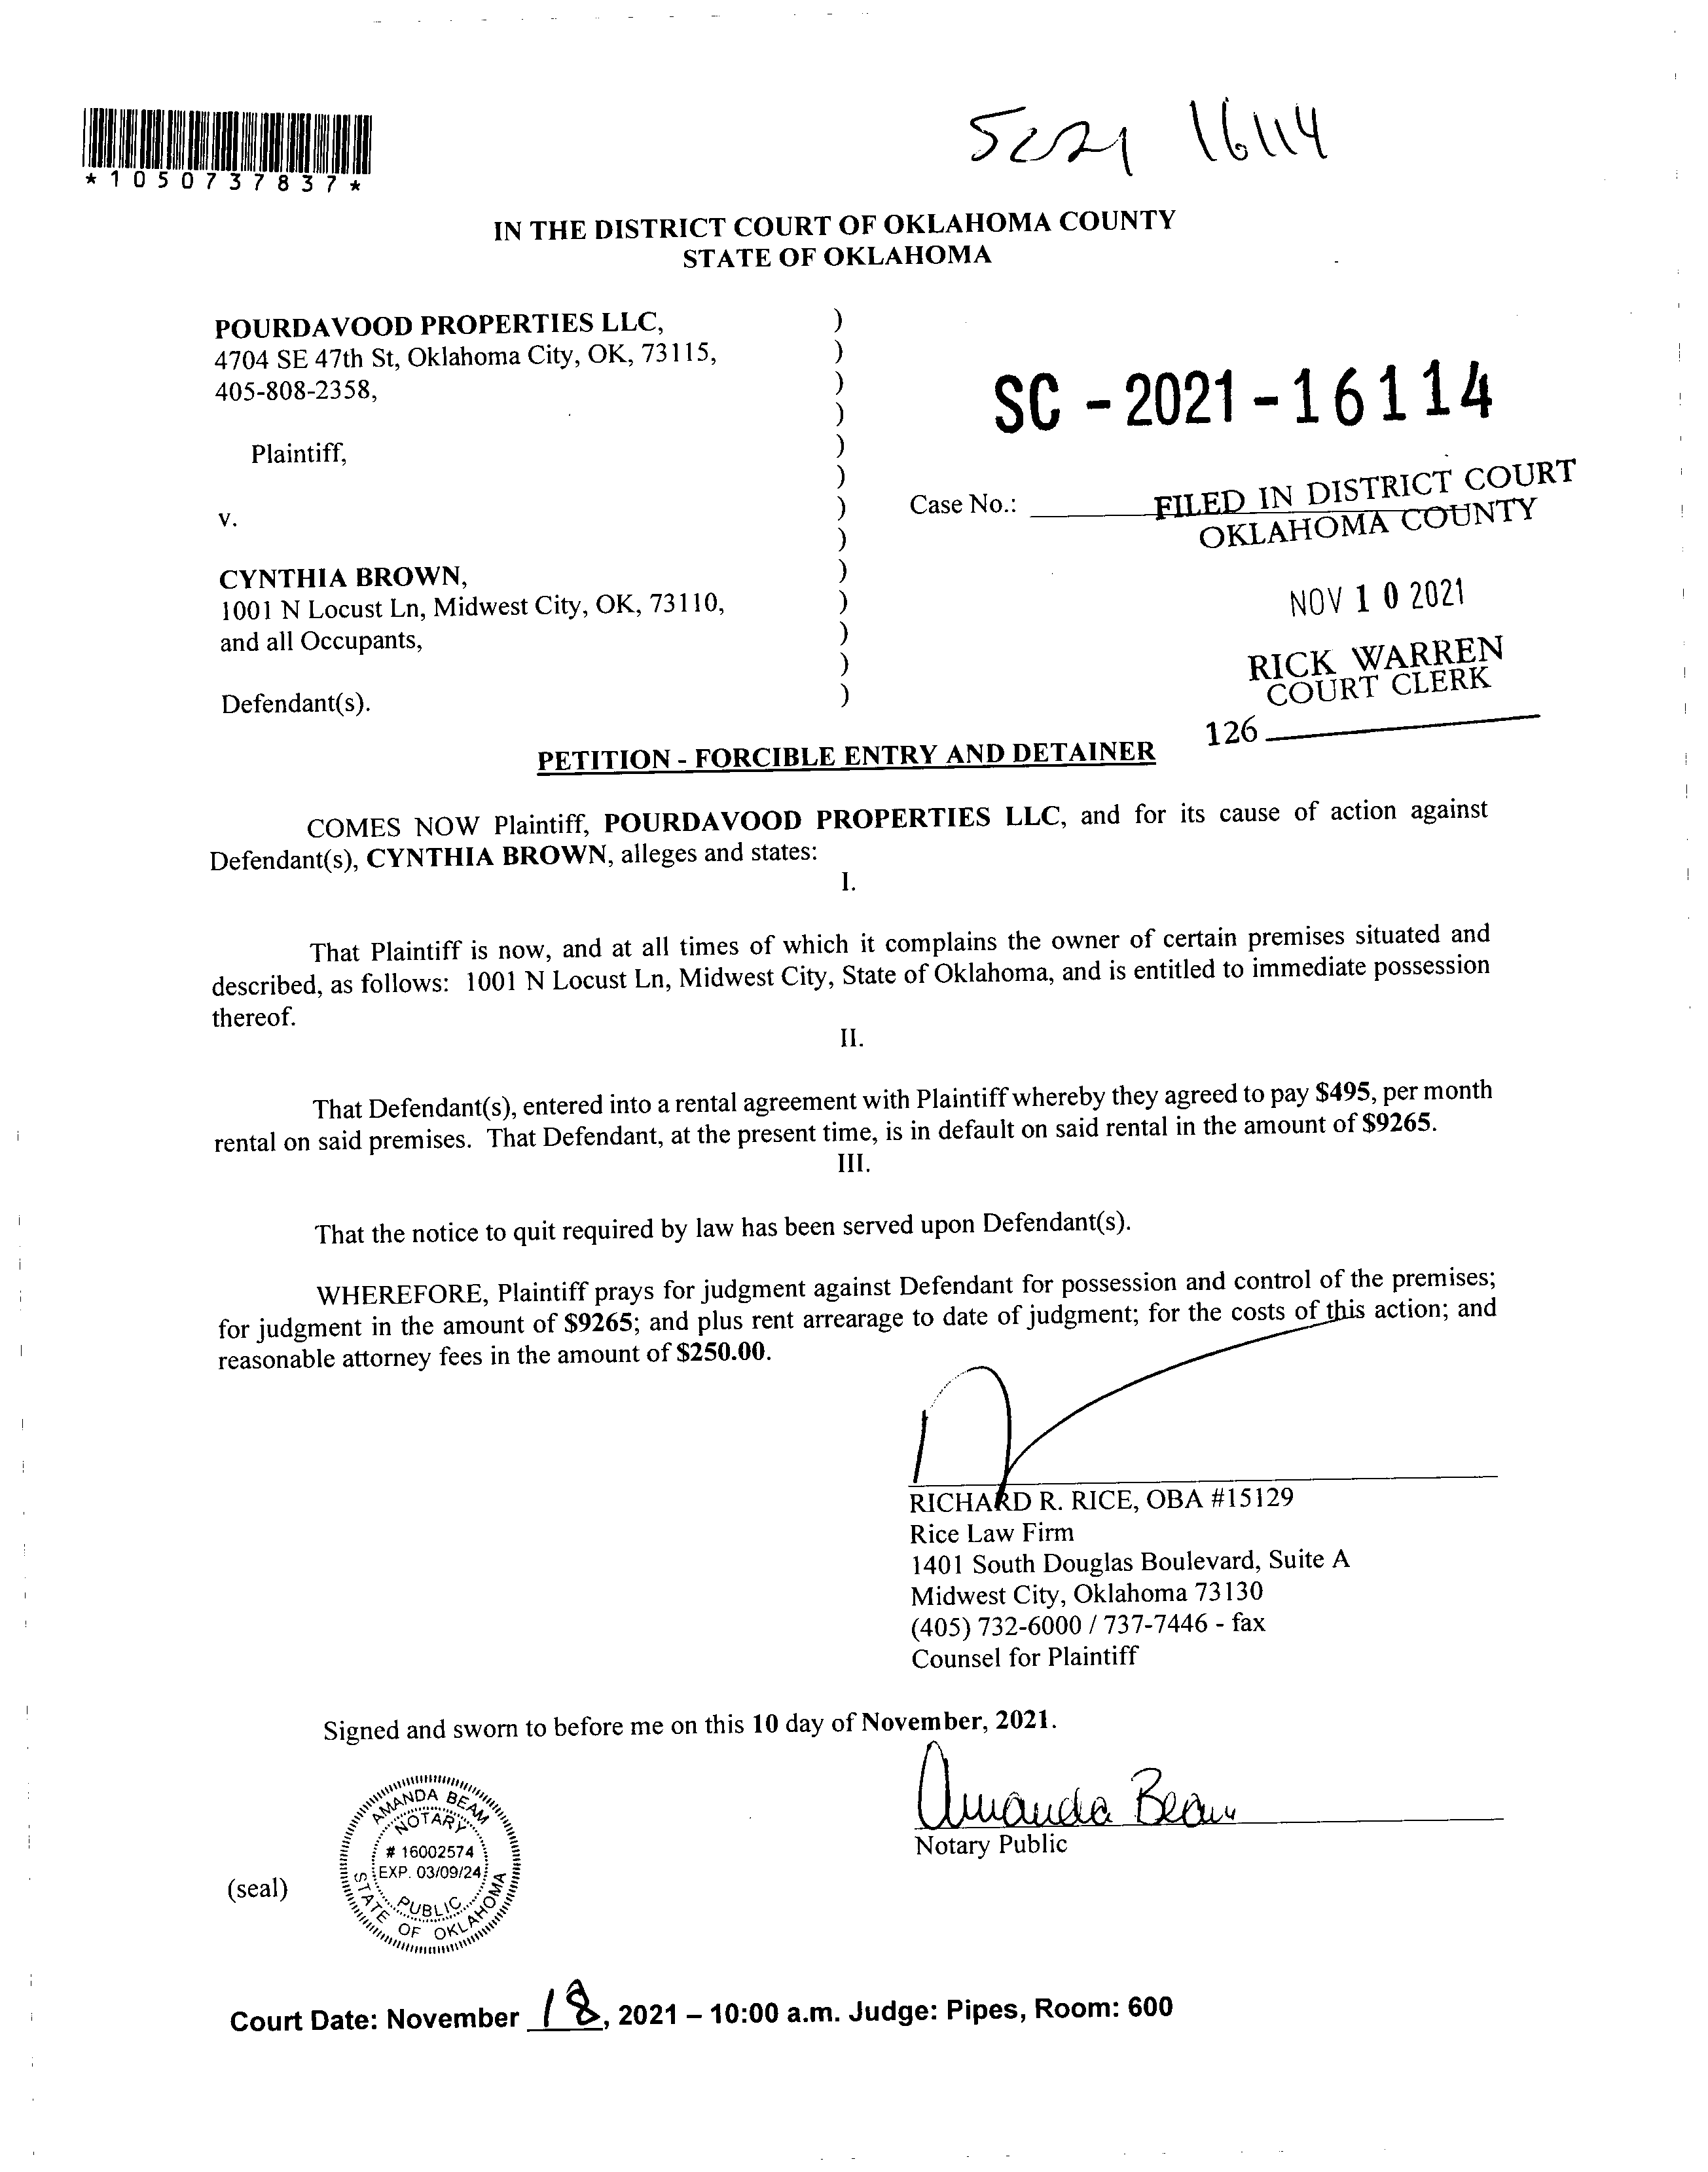 *1050737837*
SC21 16114
IN THE DISTRICT COURT OF OKLAHOMA COUNTY
STATE OF OKLAHOMA
POURDAVOOD PROPERTIES LLC, )
4704 SE 47th St, Oklahoma City, OK, 73115, )
405-808-2358, )
)
SC - 2021 - 16114
Plaintiff, )
)
v. ) Case No.: ____________
)
FILED IN DISTRICT COURT
OKLAHOMA COUNTY
CYNTHIA BROWN, )
1001 N Locust Ln, Midwest City, OK, 73110, )
and all Occupants, )
)
Defendant(s). )
NOV 10 2021
RICK WARREN
COURT CLERK
126 ____________
PETITION - FORCIBLE ENTRY AND DETAINER
COMES NOW Plaintiff, POURDAVOOD PROPERTIES LLC, and for its cause of action against
Defendant(s), CYNTHIA BROWN, alleges and states:
I.
That Plaintiff is now, and at all times of which it complains the owner of certain premises situated and
described, as follows: 1001 N Locust Ln, Midwest City, State of Oklahoma, and is entitled to immediate possession
thereof.
II.
That Defendant(s), entered into a rental agreement with Plaintiff whereby they agreed to pay $495, per month
rental on said premises. That Defendant, at the present time, is in default on said rental in the amount of $9265.
III.
That the notice to quit required by law has been served upon Defendant(s).
WHEREFORE, Plaintiff prays for judgment against Defendant for possession and control of the premises;
for judgment in the amount of $9265; and plus rent arrearage to date of judgment; for the costs of this action; and
reasonable attorney fees in the amount of $250.00.
RICHARD R. RICE, OBA #15129
Rice Law Firm
1401 South Douglas Boulevard, Suite A
Midwest City, Oklahoma 73130
(405) 732-6000 / 737-7446 - fax
Counsel for Plaintiff
Signed and sworn to before me on this 10 day of November, 2021.
Amanda Beam
Notary Public
(seal)
AMANDA BEAM
NOTARY
# 16002574
EXP. 03/09/24
PUBLIC
STATE OF OKLAHOMA
Court Date: November 18, 2021 – 10:00 a.m. Judge: Pipes, Room: 600